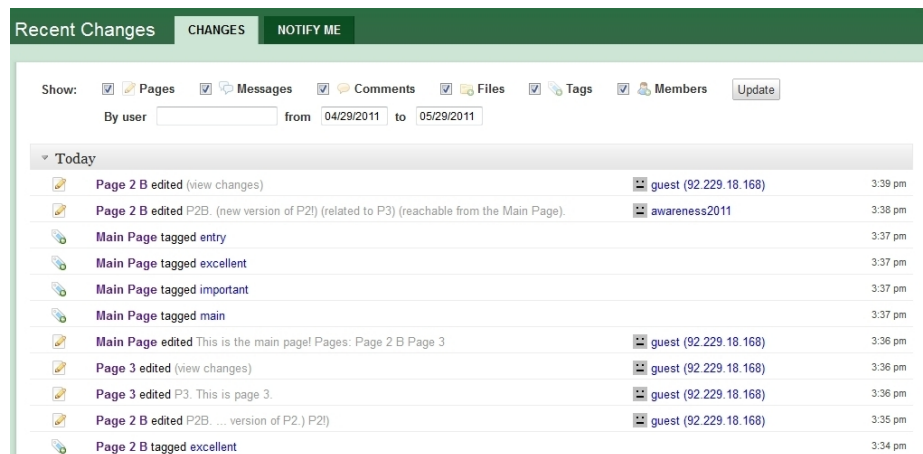 Recent Changes CHANGES NOTIFY ME
Show: Pages Messages Comments Files Tags Members Update
By user from 04/29/2011 to 05/29/2011
Today
Page 2 B edited (view changes) guest (92.229.18.168) 3:39 pm
Page 2 B edited P2B. (new version of P2!) (related to P3) (reachable from the Main Page). awareness2011 3:38 pm
Main Page tagged entry 3:37 pm
Main Page tagged excellent 3:37 pm
Main Page tagged important 3:37 pm
Main Page tagged main 3:37 pm
Main Page edited This is the main page! Pages: Page 2 B Page 3 guest (92.229.18.168) 3:36 pm
Page 3 edited (view changes) guest (92.229.18.168) 3:36 pm
Page 3 edited P3. This is page 3. guest (92.229.18.168) 3:36 pm
Page 2 B edited P2B. ... version of P2.) P2!) guest (92.229.18.168) 3:35 pm
Page 2 B tagged excellent 3:34 pm